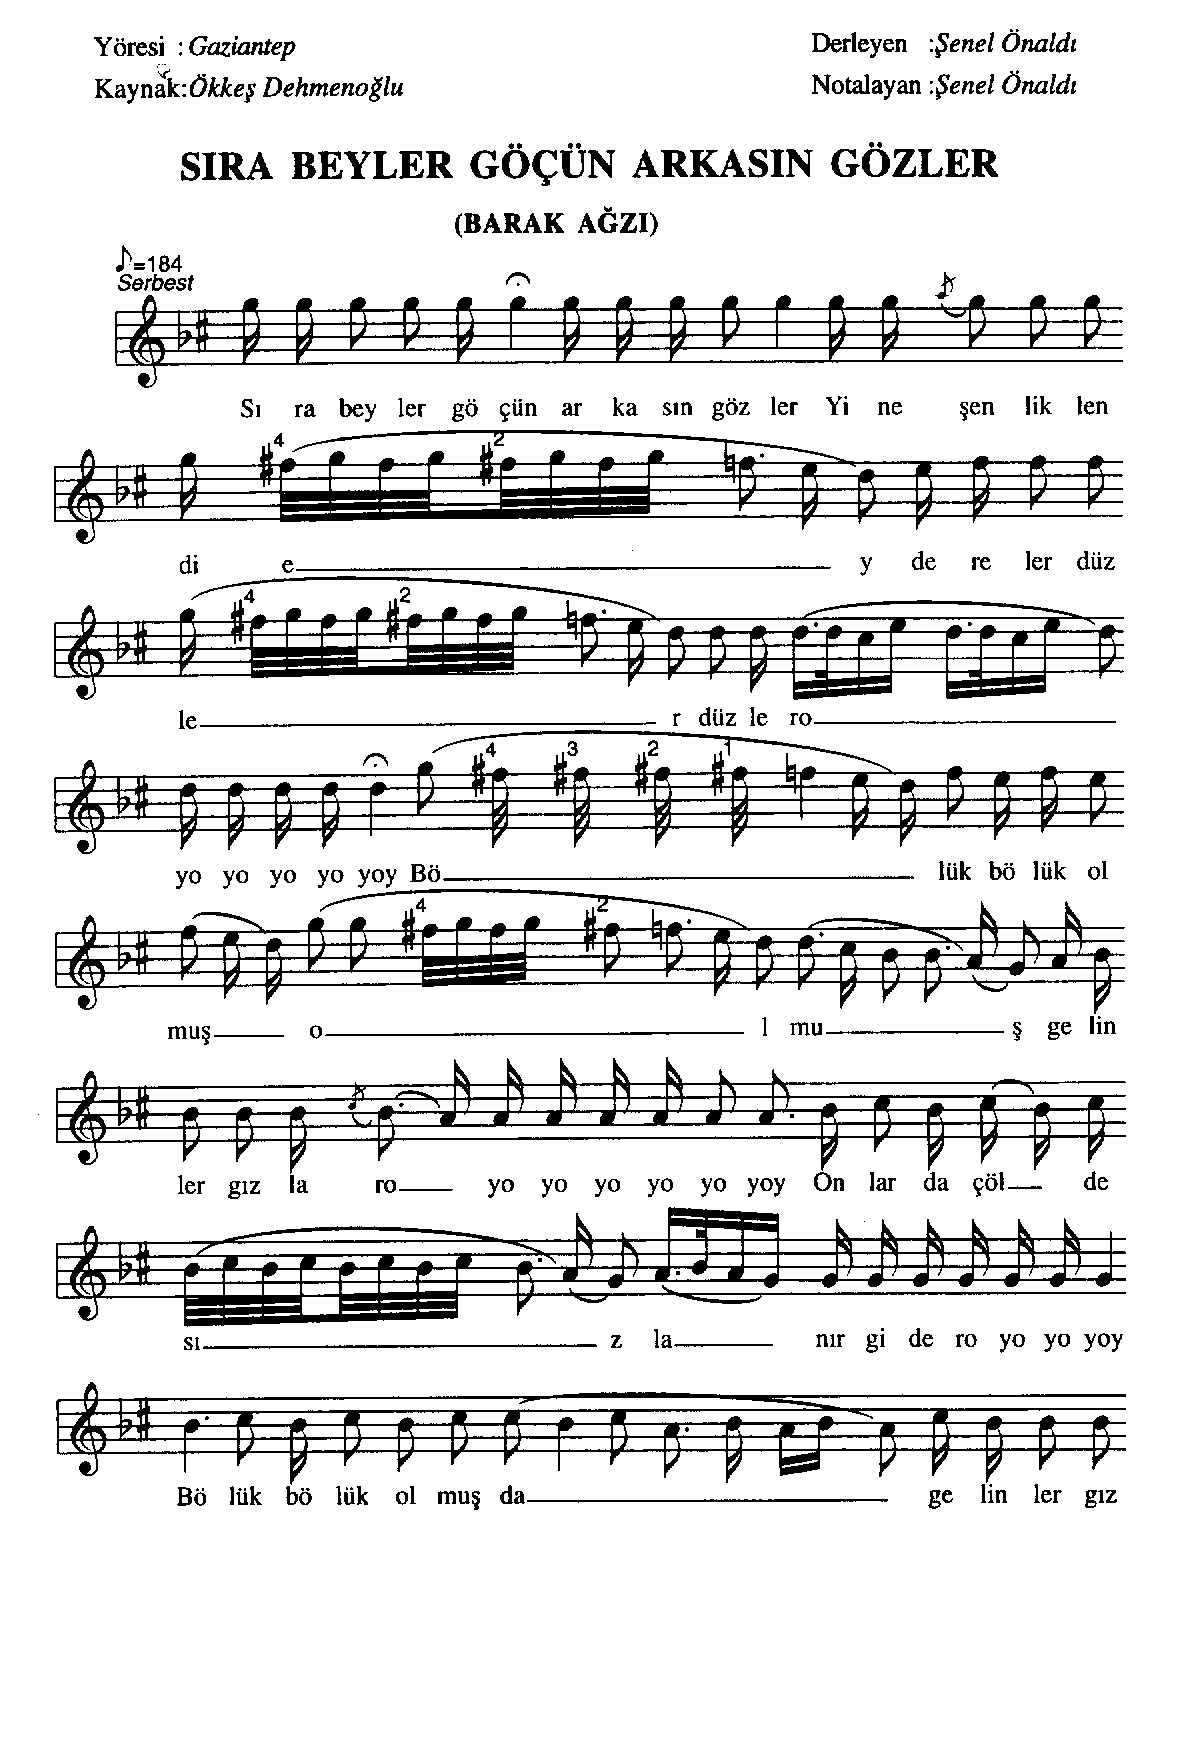 Yöresi : Gaziantep Derleyen :Şenel Önaldı
Kaynak:Ökkeş Dehmenoğlu Notalayan :Şenel Önaldı
SIRA BEYLER GÖÇÜN ARKASIN GÖZLER
(BARAK AĞZI)
♪=184
Serbest
Sı ra bey ler gö çün ar ka sın göz ler Yi ne şen lik len
4 2
di e y de re ler düz
4 2
le r düz le ro
4 3 2 1
yo yo yo yo yoy Bö lük bö lük ol
4 2
muş o l mu ş ge lin
ler gız la ro yo yo yo yo yo yoy On lar da çöl de
sı z la nır gi de ro yo yo yoy
Bö lük bö lük ol muş da ge lin ler gız